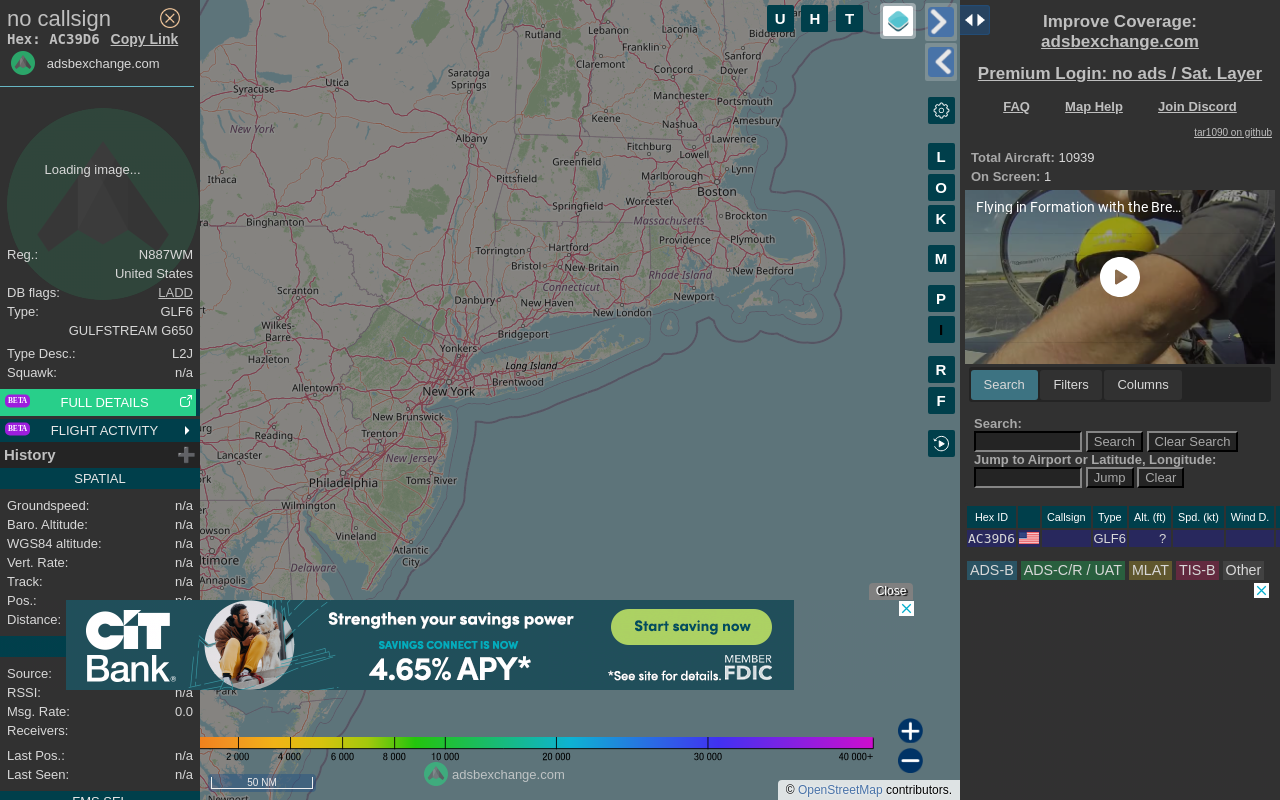 no callsign
Hex: AC39D6 Copy Link
adsbexchange.com
Loading image...
Reg.: N887WM
United States
DB flags: LADD
Type: GLF6
GULFSTREAM G650
Type Desc.: L2J
Squawk: n/a
BETA FULL DETAILS
BETA FLIGHT ACTIVITY
History
SPATIAL
Groundspeed: n/a
Baro. Altitude: n/a
WGS84 altitude: n/a
Vert. Rate: n/a
Track: n/a
Pos.: n/a
Distance:
Source:
RSSI: n/a
Msg. Rate: 0.0
Receivers:
Last Pos.: n/a
Last Seen: n/a
FMS SEL
U H T
L
O
K
M
P
I
R
F
Rutland
Lebanon
Laconia
Biddeford
Franklin
Claremont
Sanford
Concord
Dover
Utica
Saratoga
Springs
Syracuse
Manchester
Portsmouth
Keene
Amesbury
New York
Nashua
Albany
Lawrence
Fitchburg
Lowell
Greenfield
Ithaca
Pittsfield
Marlborough
Lynn
Boston
Worcester
Springfield
Binghamton
Massachusetts
Brockton
Torrington
Hartford
Providence
Plymouth
Bristol
New Britain
Rhode Island
New Bedford
Connecticut
Scranton
Danbury
New Haven
New London
Newport
Wilkes-
Barre
Bridgeport
Yonkers
Hazleton
Long Island
Brentwood
Allentown
New York
New Brunswick
Reading
Trenton
Lancaster
New Jersey
Philadelphia
Toms River
Wilmington
Vineland
Atlantic
City
Annapolis
Delaware
Close
CIT
Bank®
Strengthen your savings power
SAVINGS CONNECT IS NOW
4.65% APY*
Start saving now
*See site for details.
MEMBER
FDIC
2 000 4 000 6 000 8 000 10 000 20 000 30 000 40 000+
50 NM
adsbexchange.com
© OpenStreetMap contributors.
Improve Coverage:
adsbexchange.com
Premium Login: no ads / Sat. Layer
FAQ Map Help Join Discord
tar1090 on github
Total Aircraft: 10939
On Screen: 1
Flying in Formation with the Bre...
Search Filters Columns
Search:
Search Clear Search
Jump to Airport or Latitude, Longitude:
Jump Clear
Hex ID Callsign Type Alt. (ft) Spd. (kt) Wind D.
AC39D6 GLF6 ?
ADS-B ADS-C/R / UAT MLAT TIS-B Other